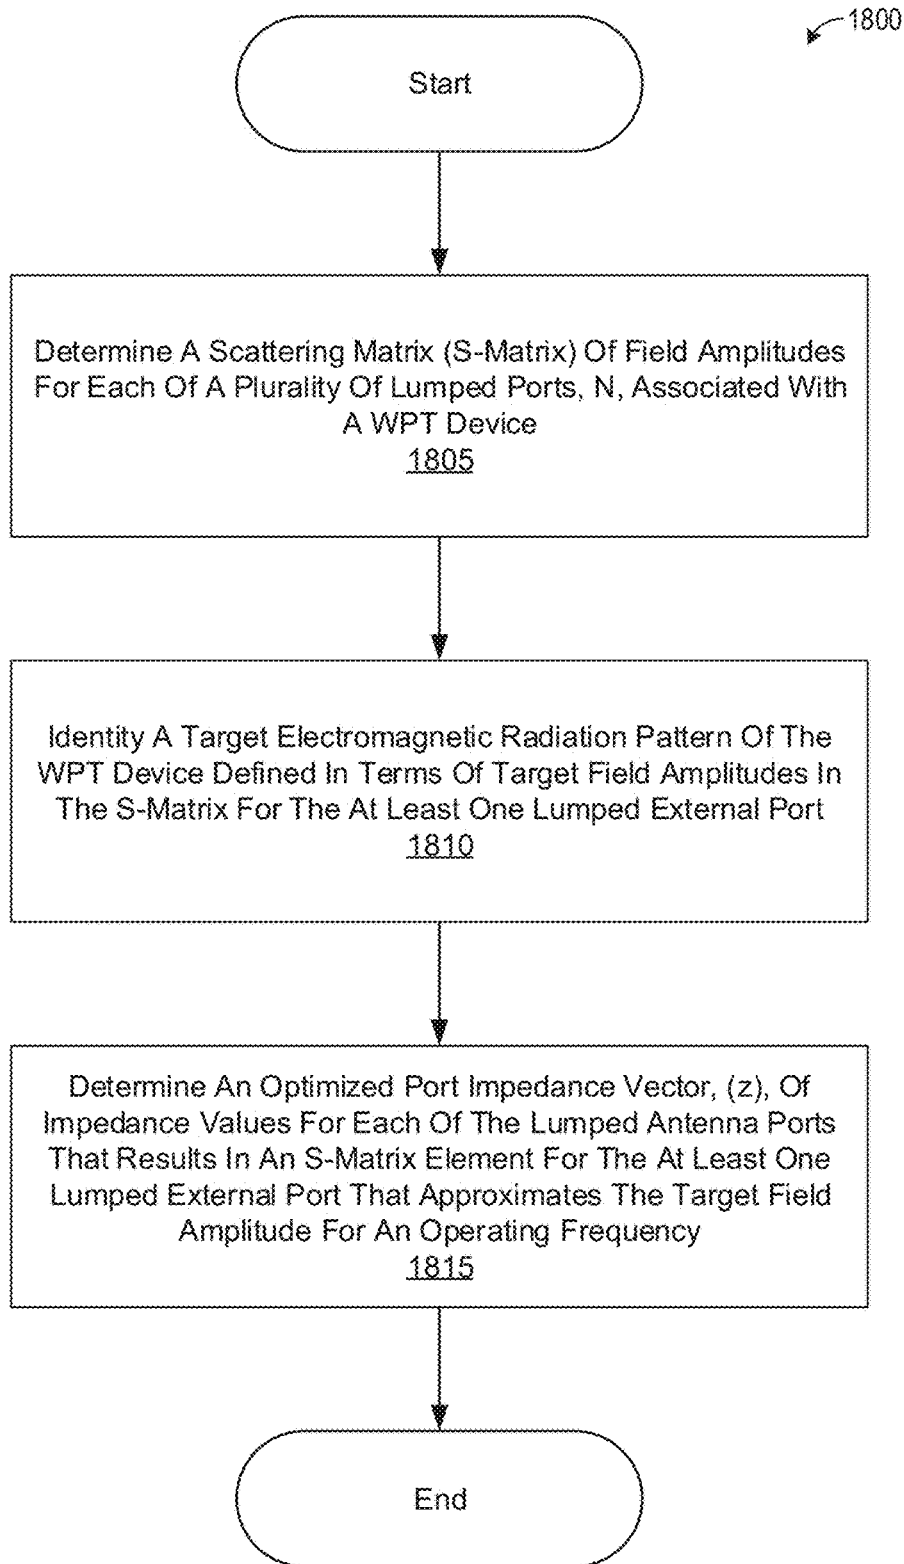 1800
Start
Determine A Scattering Matrix (S-Matrix) Of Field Amplitudes
For Each Of A Plurality Of Lumped Ports, N, Associated With
A WPT Device
1805
Identity A Target Electromagnetic Radiation Pattern Of The
WPT Device Defined In Terms Of Target Field Amplitudes In
The S-Matrix For The At Least One Lumped External Port
1810
Determine An Optimized Port Impedance Vector, (z), Of
Impedance Values For Each Of The Lumped Antenna Ports
That Results In An S-Matrix Element For The At Least One
Lumped External Port That Approximates The Target Field
Amplitude For An Operating Frequency
1815
End